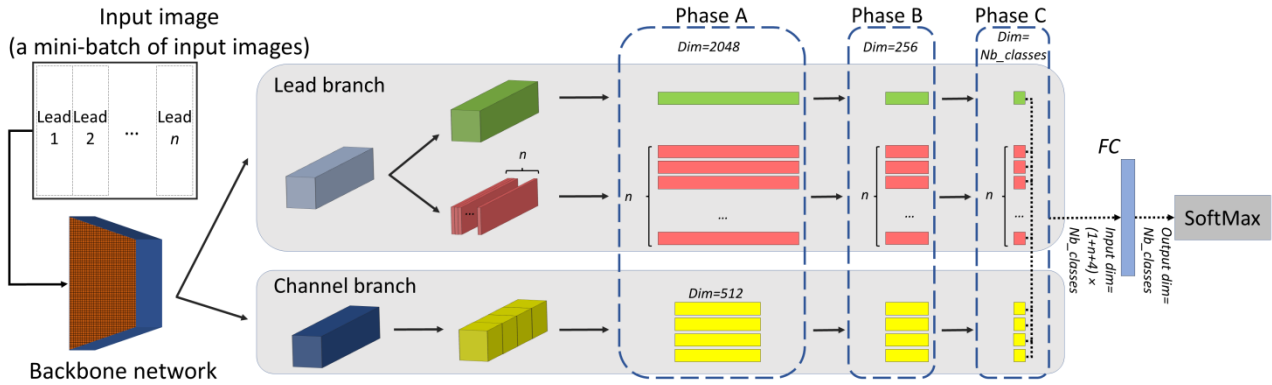 Input image
(a mini-batch of input images)
Lead
1
Lead
2
...
Lead
n
Backbone network
Phase A
Phase B
Phase C
Dim=2048
Dim=256
Dim=
Nb_classes
Lead branch
n
...
n
...
n
...
n
...
Channel branch
Dim=512
FC
Input dim=
(1+n+4) ×
Nb_classes
Output dim=
Nb_classes
SoftMax